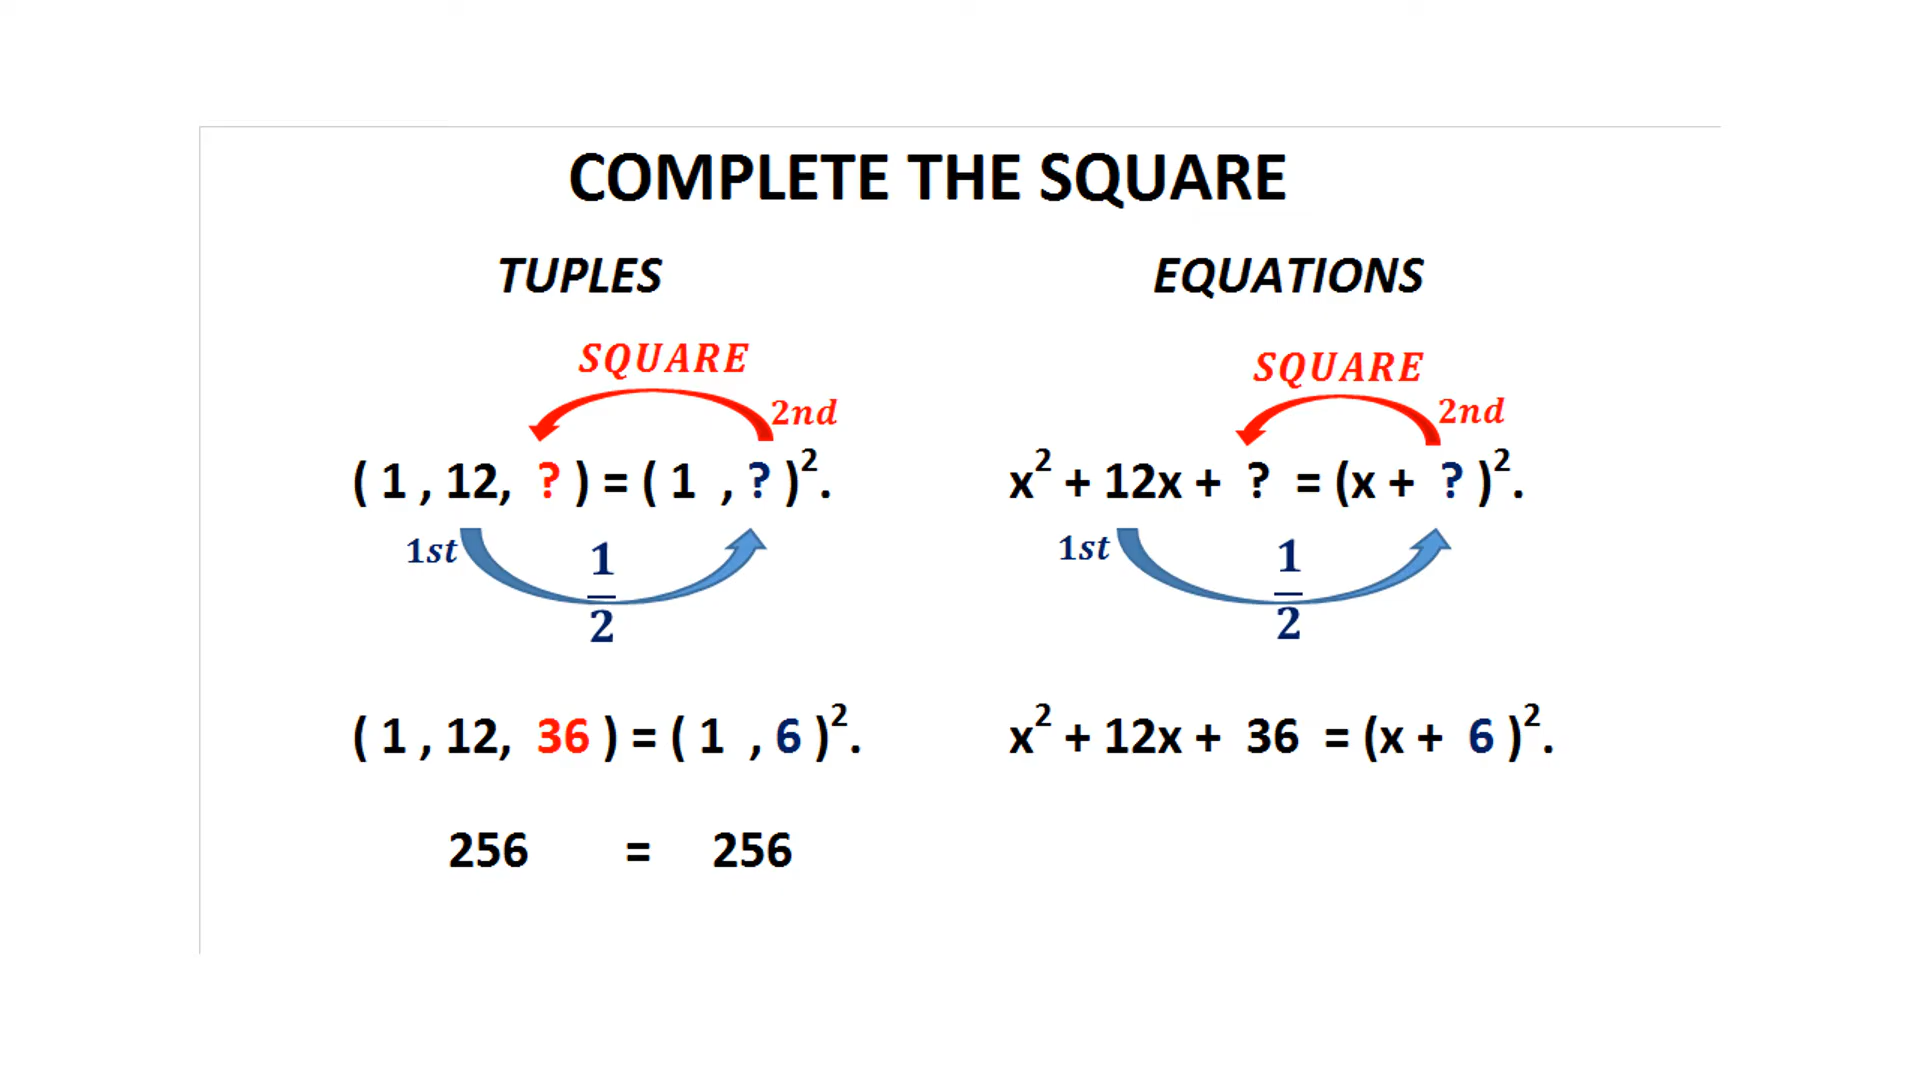 COMPLETE THE SQUARE
TUPLES
SQUARE
2nd
( 1 , 12, ? ) = ( 1 , ? )².
1st
1
2
( 1 , 12, 36 ) = ( 1 , 6 )².
256 = 256
EQUATIONS
SQUARE
2nd
x² + 12x + ? = (x + ? )².
1st
1
2
x² + 12x + 36 = (x + 6 )².